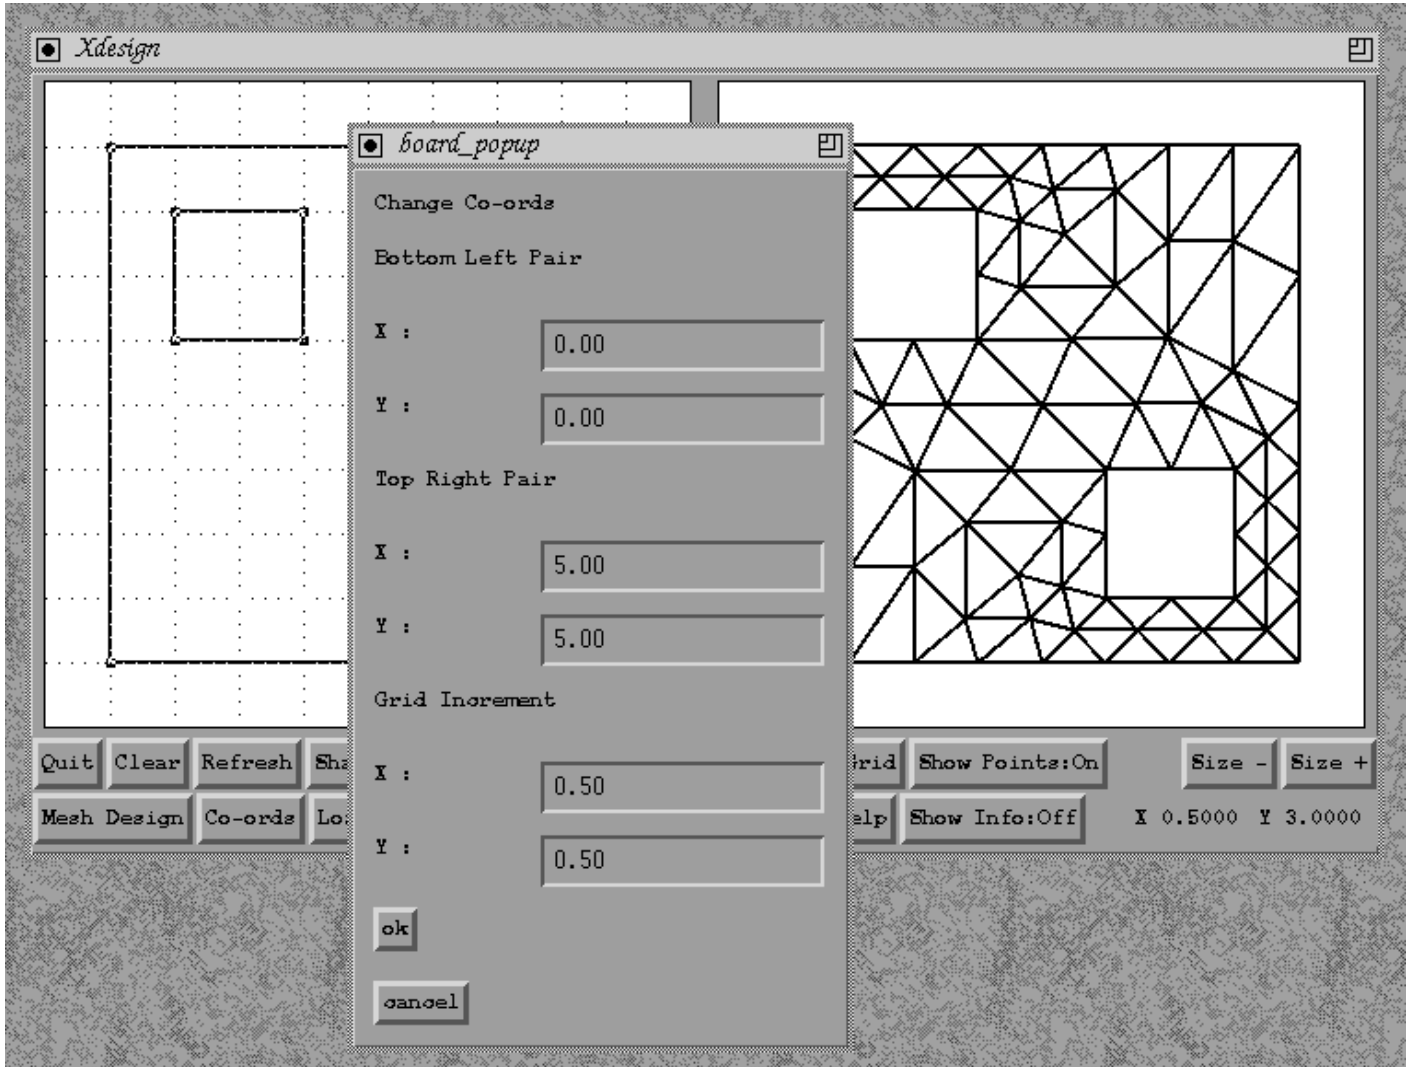 Xdesign
board_popup
Change Co-ords
Bottom Left Pair
X :
0.00
Y :
0.00
Top Right Pair
X :
5.00
Y :
5.00
Grid Increment
X :
0.50
Y :
0.50
ok
cancel
Quit Clear Refresh Show Points:On Size - Size +
Mesh Design Co-ords Show Info:Off X 0.5000 Y 3.0000